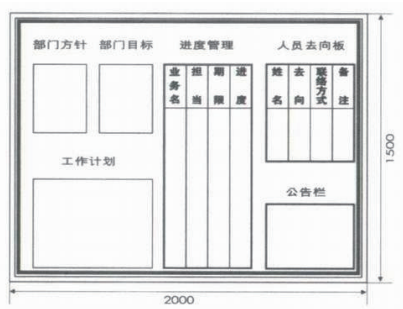 部门方针 部门目标 进度管理 人员去向板
业务名 担当 期限 进度
姓名 去向 联络方式 备注
工作计划
公告栏
1500
2000